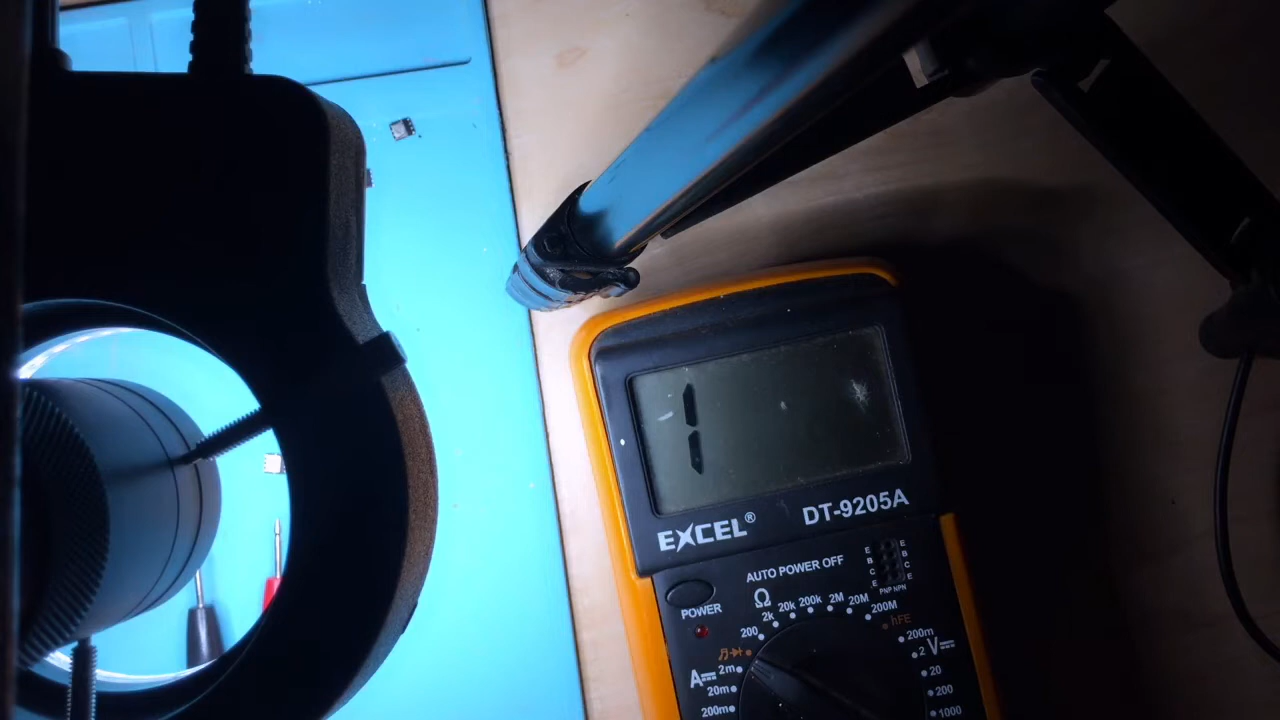 1
EXCEL® DT-9205A
AUTO POWER OFF
E E
B B
C C
E E
PNP NPN
POWER
Ω
200 2k 20k 200k 2M 20M 200M
hFE
A
2m
20m
200m
V
200m
2
20
200
1000